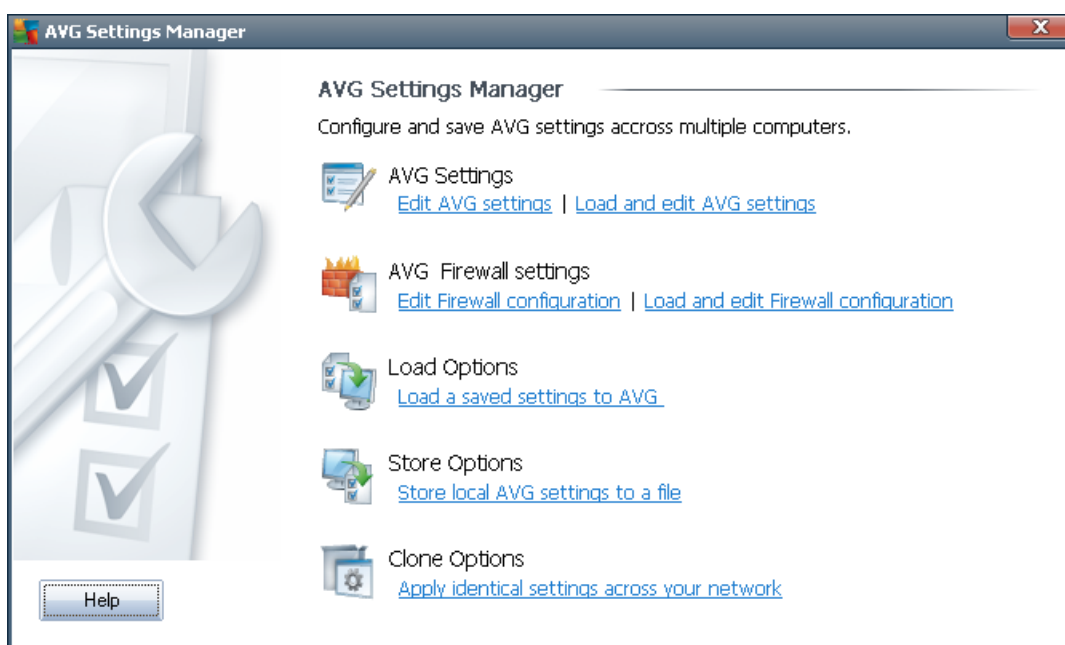 AVG Settings Manager
X
AVG Settings Manager
Configure and save AVG settings accross multiple computers.
AVG Settings
Edit AVG settings | Load and edit AVG settings
AVG Firewall settings
Edit Firewall configuration | Load and edit Firewall configuration
Load Options
Load a saved settings to AVG
Store Options
Store local AVG settings to a file
Clone Options
Apply identical settings across your network
Help